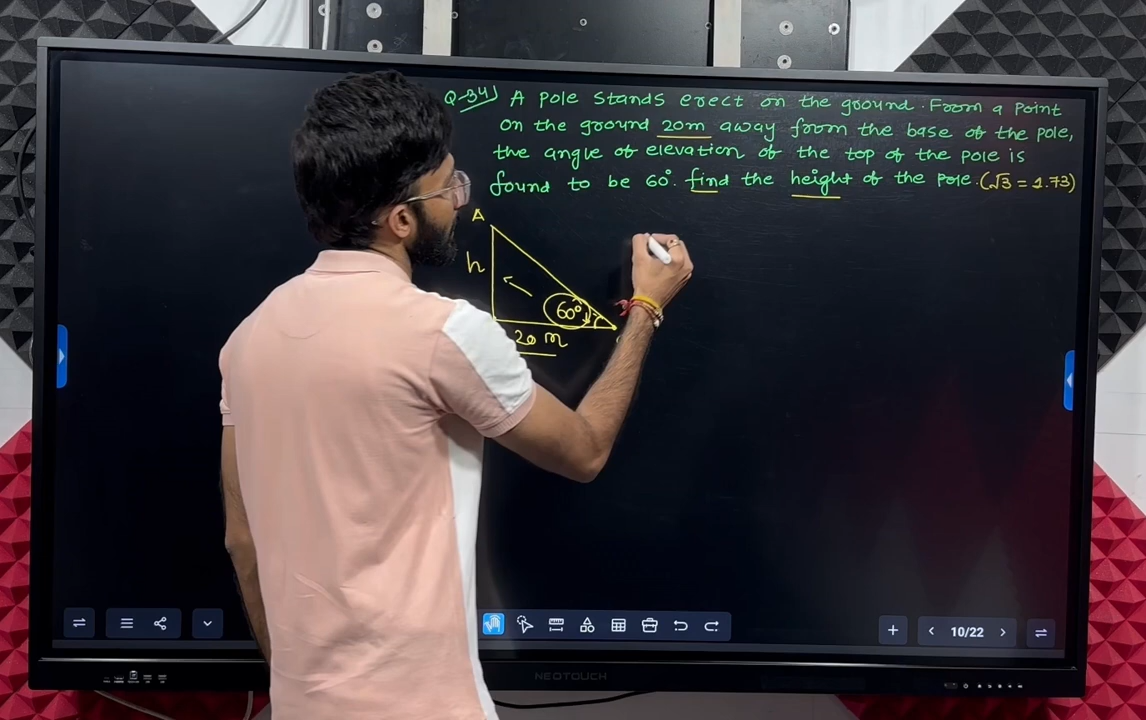 Q-34) A pole stands erect on the ground. From a point
on the ground 20m away from the base of the pole,
the angle of elevation of the top of the pole is
found to be 60°. find the height of the pole. (√3 = 1.73)
A
h
60°
20 m
10/22
NEOTOUCH